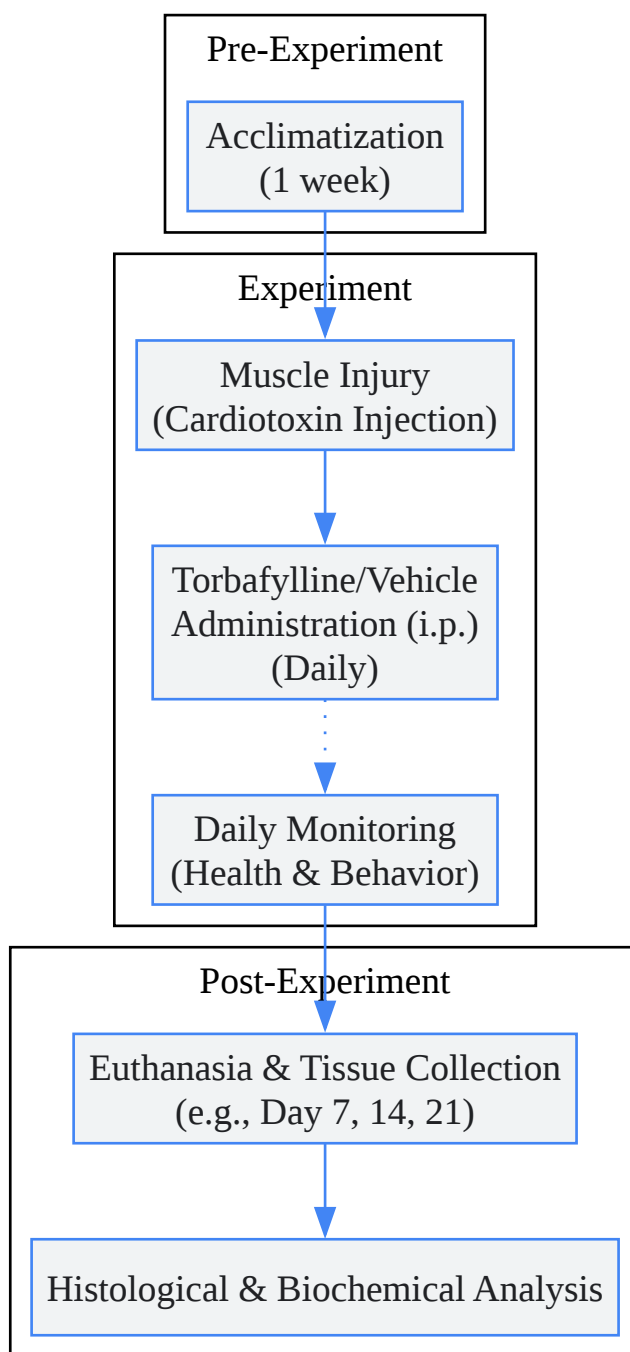 Pre-Experiment
Acclimatization
(1 week)
Experiment
Muscle Injury
(Cardiotoxin Injection)
Torbafylline/Vehicle
Administration (i.p.)
(Daily)
Daily Monitoring
(Health & Behavior)
Post-Experiment
Euthanasia & Tissue Collection
(e.g., Day 7, 14, 21)
Histological & Biochemical Analysis